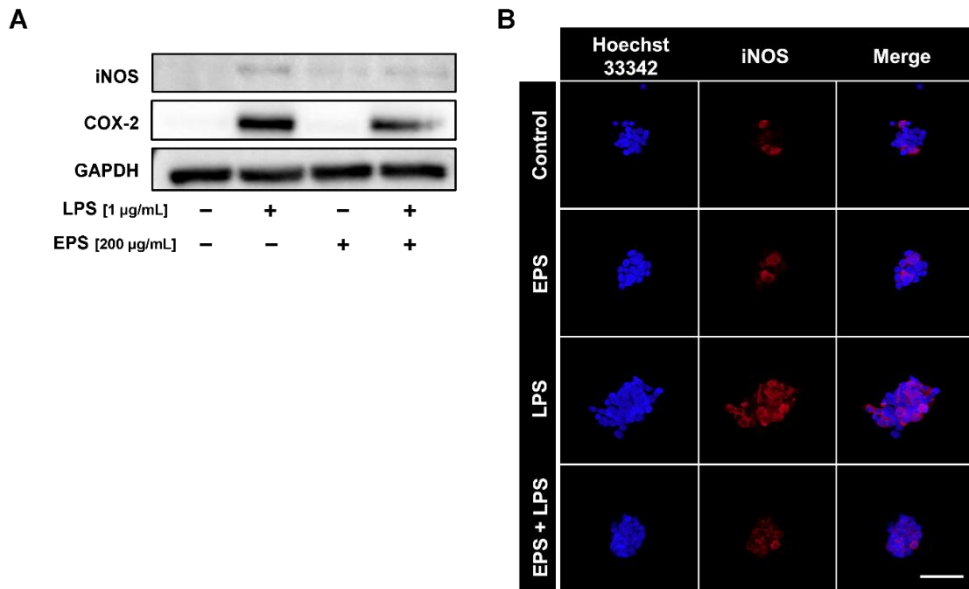 A
iNOS
COX-2
GAPDH
LPS [1 µg/mL] − + − +
EPS [200 µg/mL] − − + +
B
Hoechst
33342
iNOS
Merge
Control
EPS
LPS
EPS + LPS